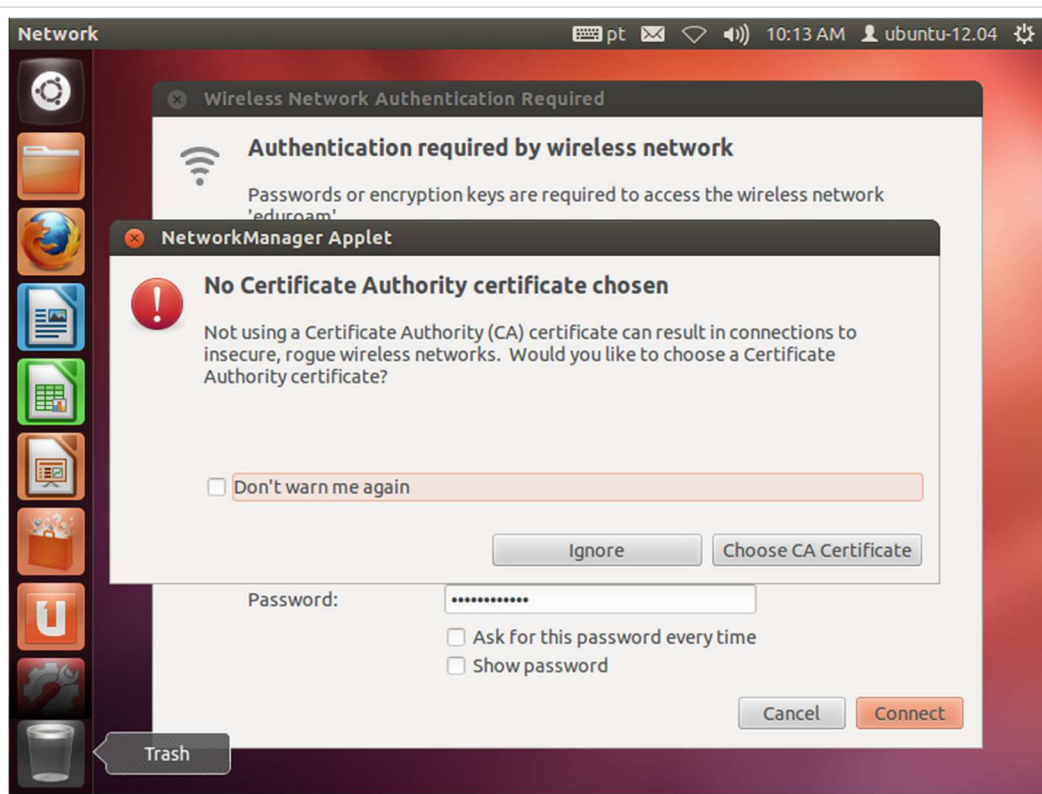 Network
pt
10:13 AM
ubuntu-12.04
Wireless Network Authentication Required
Authentication required by wireless network
Passwords or encryption keys are required to access the wireless network
'eduroam'.
NetworkManager Applet
No Certificate Authority certificate chosen
Not using a Certificate Authority (CA) certificate can result in connections to
insecure, rogue wireless networks.  Would you like to choose a Certificate
Authority certificate?
Don't warn me again
Ignore
Choose CA Certificate
Password:
••••••••••••
Ask for this password every time
Show password
Cancel
Connect
Trash